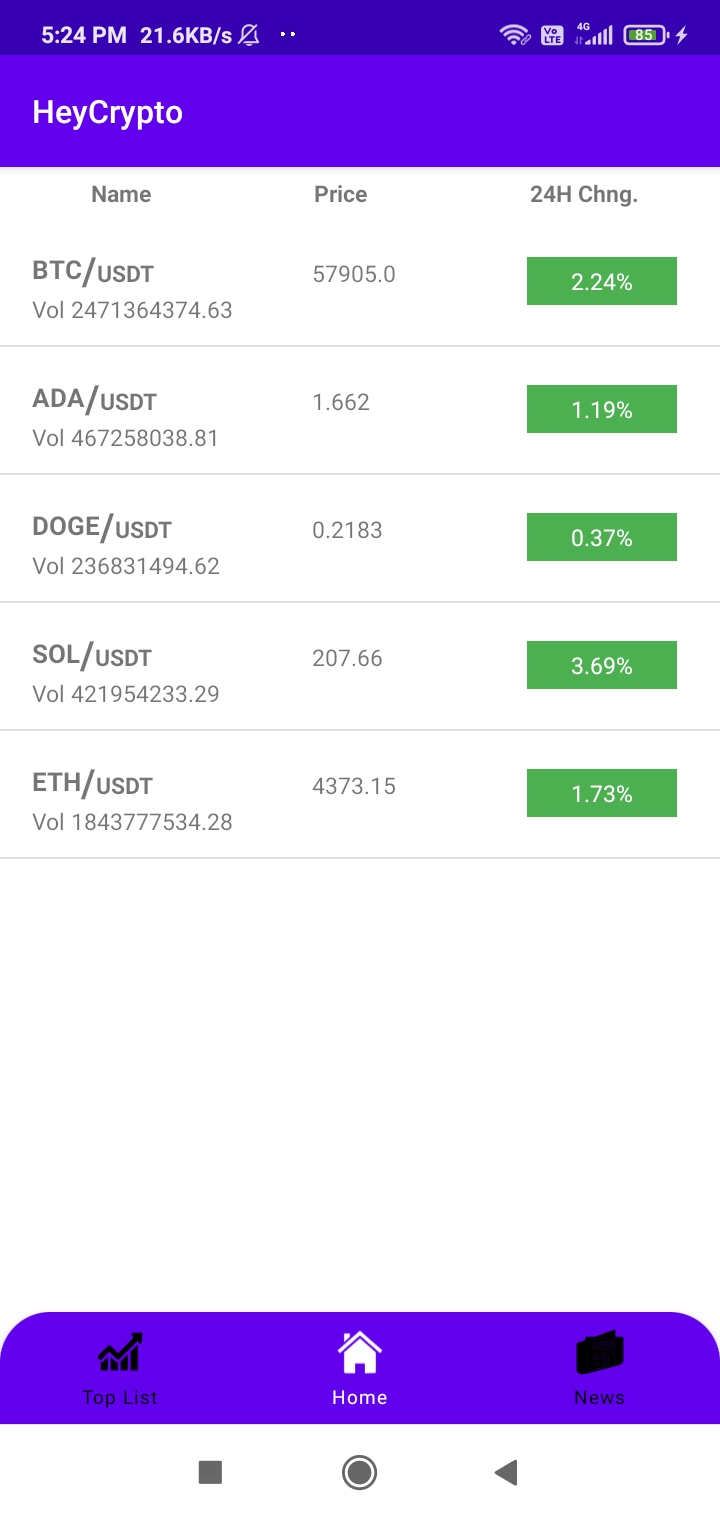 5:24 PM 21.6KB/s Vo LTE 4G 85
HeyCrypto
Name Price 24H Chng.
BTC/USDT 57905.0 2.24%
Vol 2471364374.63
ADA/USDT 1.662 1.19%
Vol 467258038.81
DOGE/USDT 0.2183 0.37%
Vol 236831494.62
SOL/USDT 207.66 3.69%
Vol 421954233.29
ETH/USDT 4373.15 1.73%
Vol 1843777534.28
Top List Home News